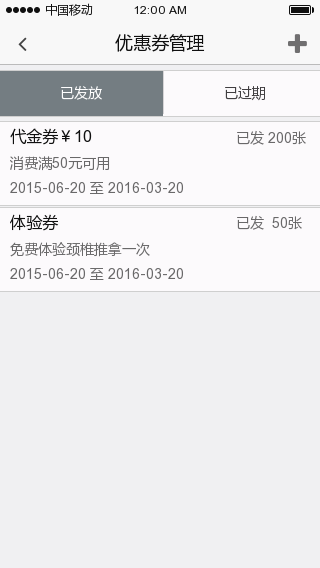 中国移动 12:00 AM
优惠券管理
已发放 已过期
代金券￥10 已发 200张
消费满50元可用
2015-06-20 至 2016-03-20
体验券 已发 50张
免费体验颈椎推拿一次
2015-06-20 至 2016-03-20